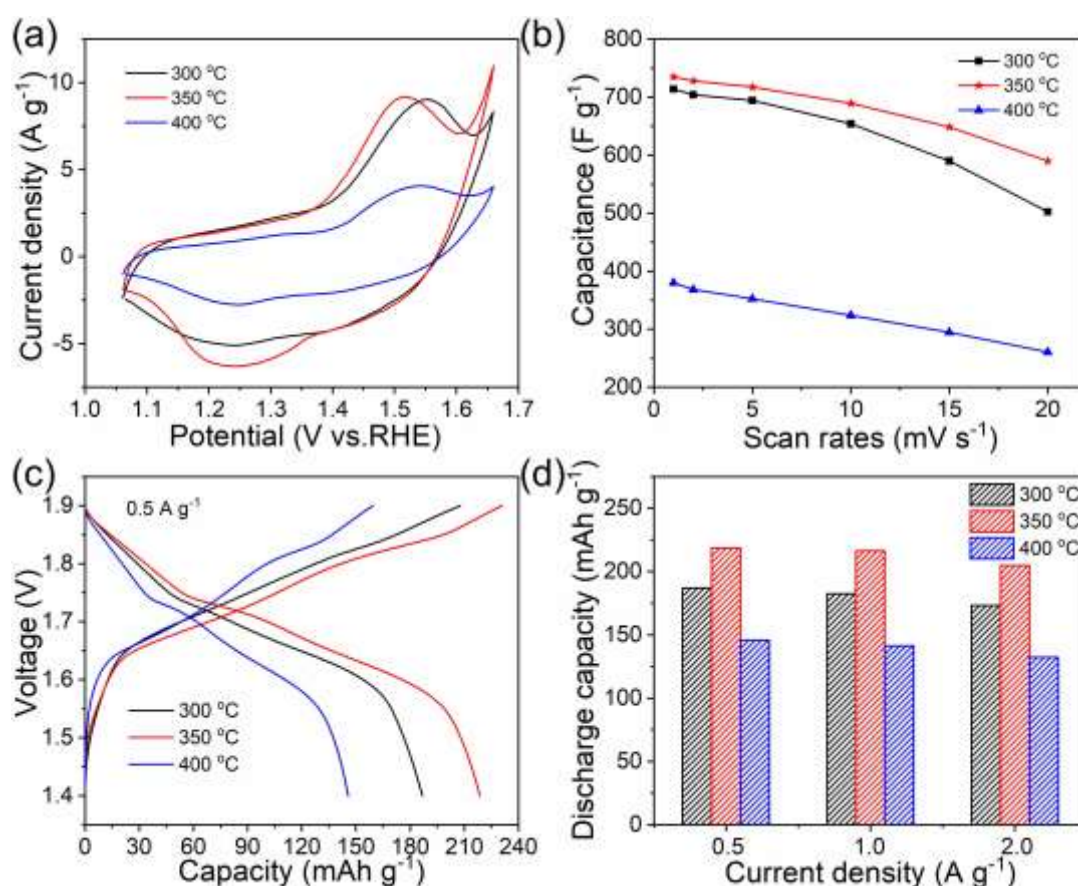 (a)
300 °C
350 °C
400 °C
10
5
0
-5
Current density (A g⁻¹)
1.0 1.1 1.2 1.3 1.4 1.5 1.6 1.7
Potential (V vs.RHE)
(b)
300 °C
350 °C
400 °C
800
700
600
500
400
300
200
Capacitance (F g⁻¹)
0 5 10 15 20
Scan rates (mV s⁻¹)
(c)
0.5 A g⁻¹
1.9
1.8
1.7
1.6
1.5
1.4
Voltage (V)
300 °C
350 °C
400 °C
0 30 60 90 120 150 180 210 240
Capacity (mAh g⁻¹)
(d)
300 °C
350 °C
400 °C
250
200
150
100
50
0
Discharge capacity (mAh g⁻¹)
0.5 1.0 2.0
Current density (A g⁻¹)